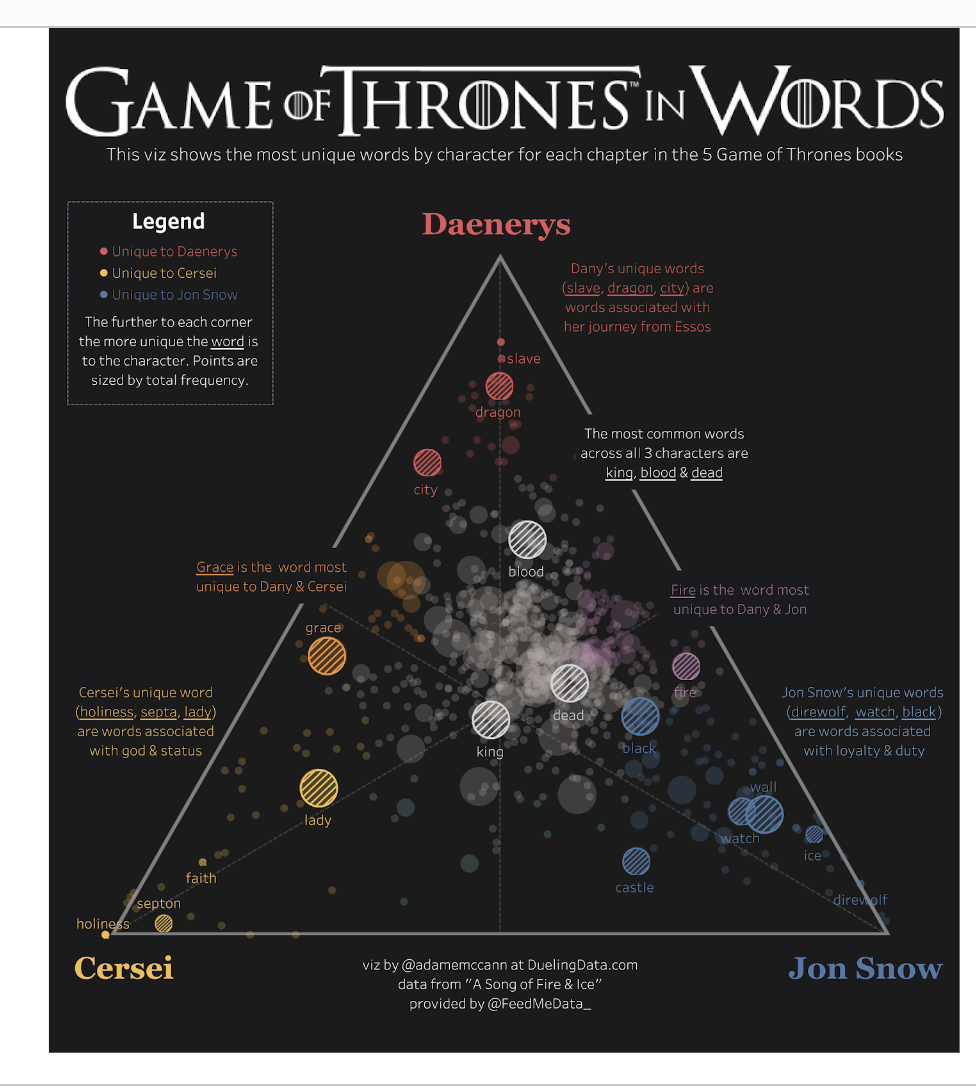 GAME OF THRONES™ IN WORDS
This viz shows the most unique words by character for each chapter in the 5 Game of Thrones books
Legend
Unique to Daenerys
Unique to Cersei
Unique to Jon Snow
The further to each corner
the more unique the word is
to the character. Points are
sized by total frequency.
Daenerys
Dany's unique words
(slave, dragon, city) are
words associated with
her journey from Essos
slave
dragon
The most common words
across all 3 characters are
king, blood & dead
city
blood
Grace is the word most
unique to Dany & Cersei
Fire is the word most
unique to Dany & Jon
grace
fire
Cersei's unique word
(holiness, septa, lady)
are words associated
with god & status
Jon Snow's unique words
(direwolf, watch, black)
are words associated
with loyalty & duty
dead
king
black
wall
lady
watch
ice
faith
castle
septon
direwolf
holiness
Cersei
Jon Snow
viz by @adamemccann at DuelingData.com
data from "A Song of Fire & Ice"
provided by @FeedMeData_